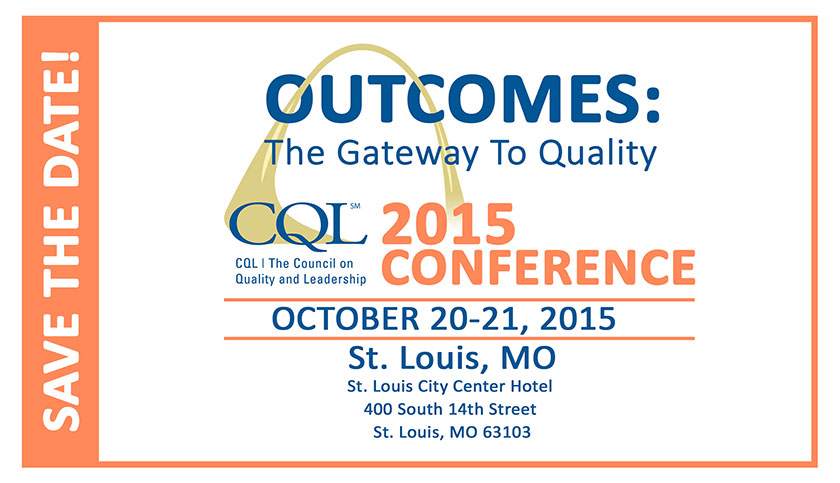 SAVE THE DATE!
OUTCOMES:
The Gateway To Quality
CQL SM
CQL | The Council on
Quality and Leadership
2015
CONFERENCE
OCTOBER 20-21, 2015
St. Louis, MO
St. Louis City Center Hotel
400 South 14th Street
St. Louis, MO 63103